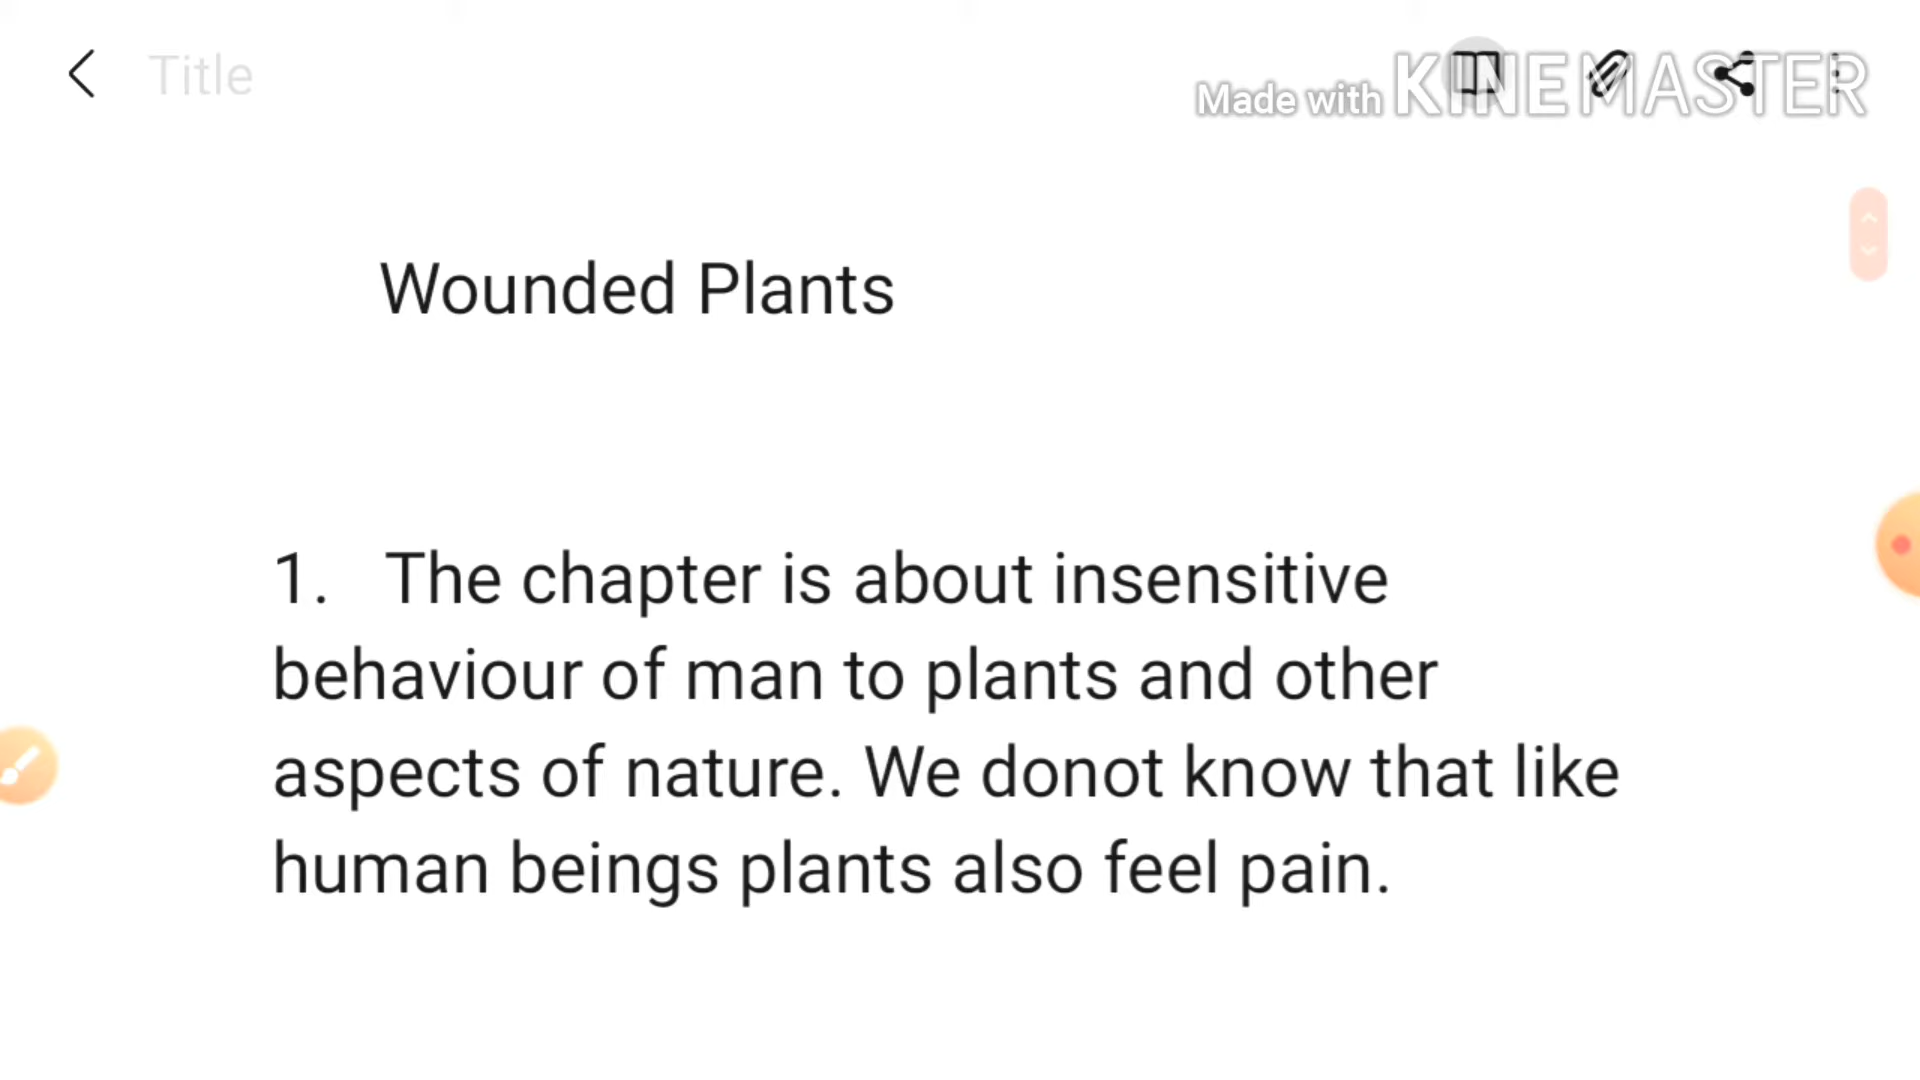 Title
Made with KINEMASTER
Wounded Plants
1. The chapter is about insensitive
behaviour of man to plants and other
aspects of nature. We donot know that like
human beings plants also feel pain.